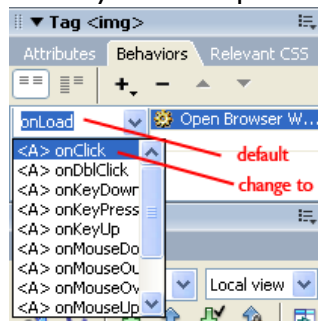 ▼ Tag <img>
Attributes Behaviors Relevant CSS
onLoad Open Browser W...
<A> onClick
default
<A> onDblClick
<A> onKeyDown
change to
<A> onKeyPress
<A> onKeyUp
<A> onMouseDo
<A> onMouseOu
<A> onMouseOv
Local view
<A> onMouseUp